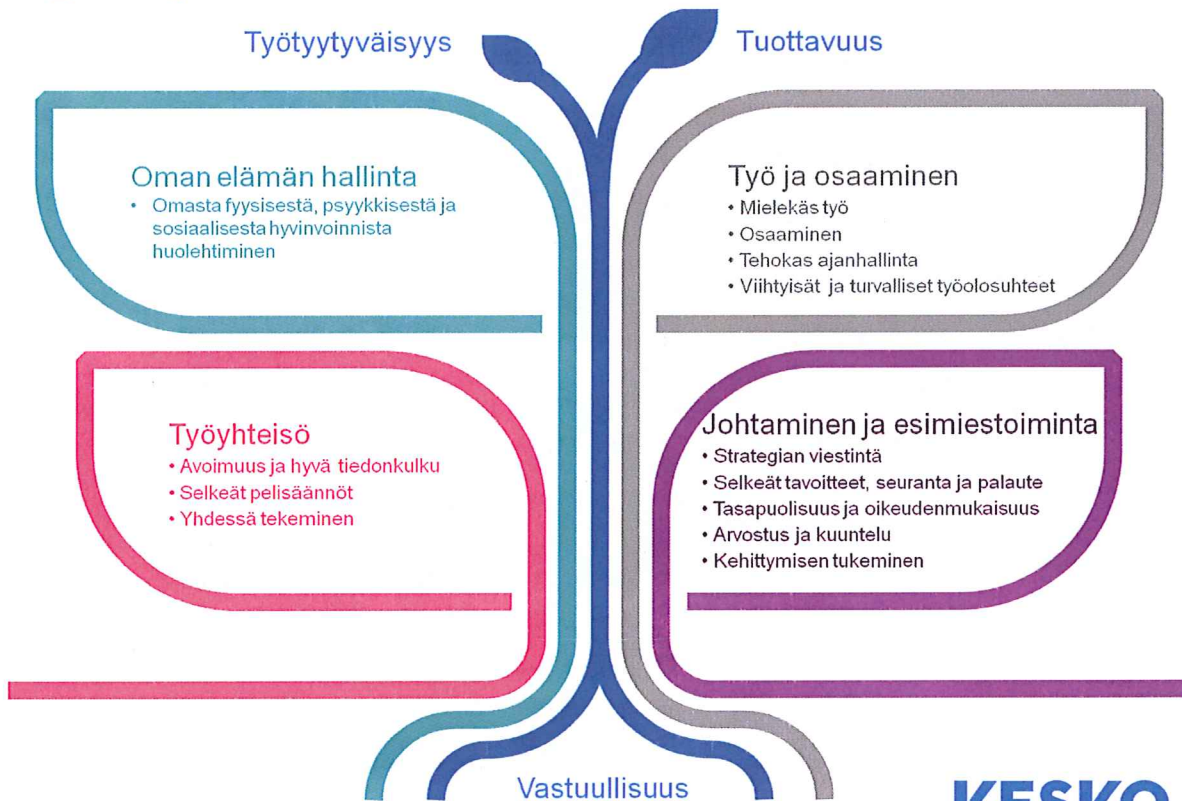 Työtyytyväisyys
Tuottavuus
Oman elämän hallinta
• Omasta fyysisestä, psyykkisestä ja
sosiaalisesta hyvinvoinnista
huolehtiminen
Työ ja osaaminen
• Mielekäs työ
• Osaaminen
• Tehokas ajanhallinta
• Viihtyisät ja turvalliset työolosuhteet
Työyhteisö
• Avoimuus ja hyvä tiedonkulku
• Selkeät pelisäännöt
• Yhdessä tekeminen
Johtaminen ja esimiestoiminta
• Strategian viestintä
• Selkeät tavoitteet, seuranta ja palaute
• Tasapuolisuus ja oikeudenmukaisuus
• Arvostus ja kuuntelu
• Kehittymisen tukeminen
Vastuullisuus
KESKO